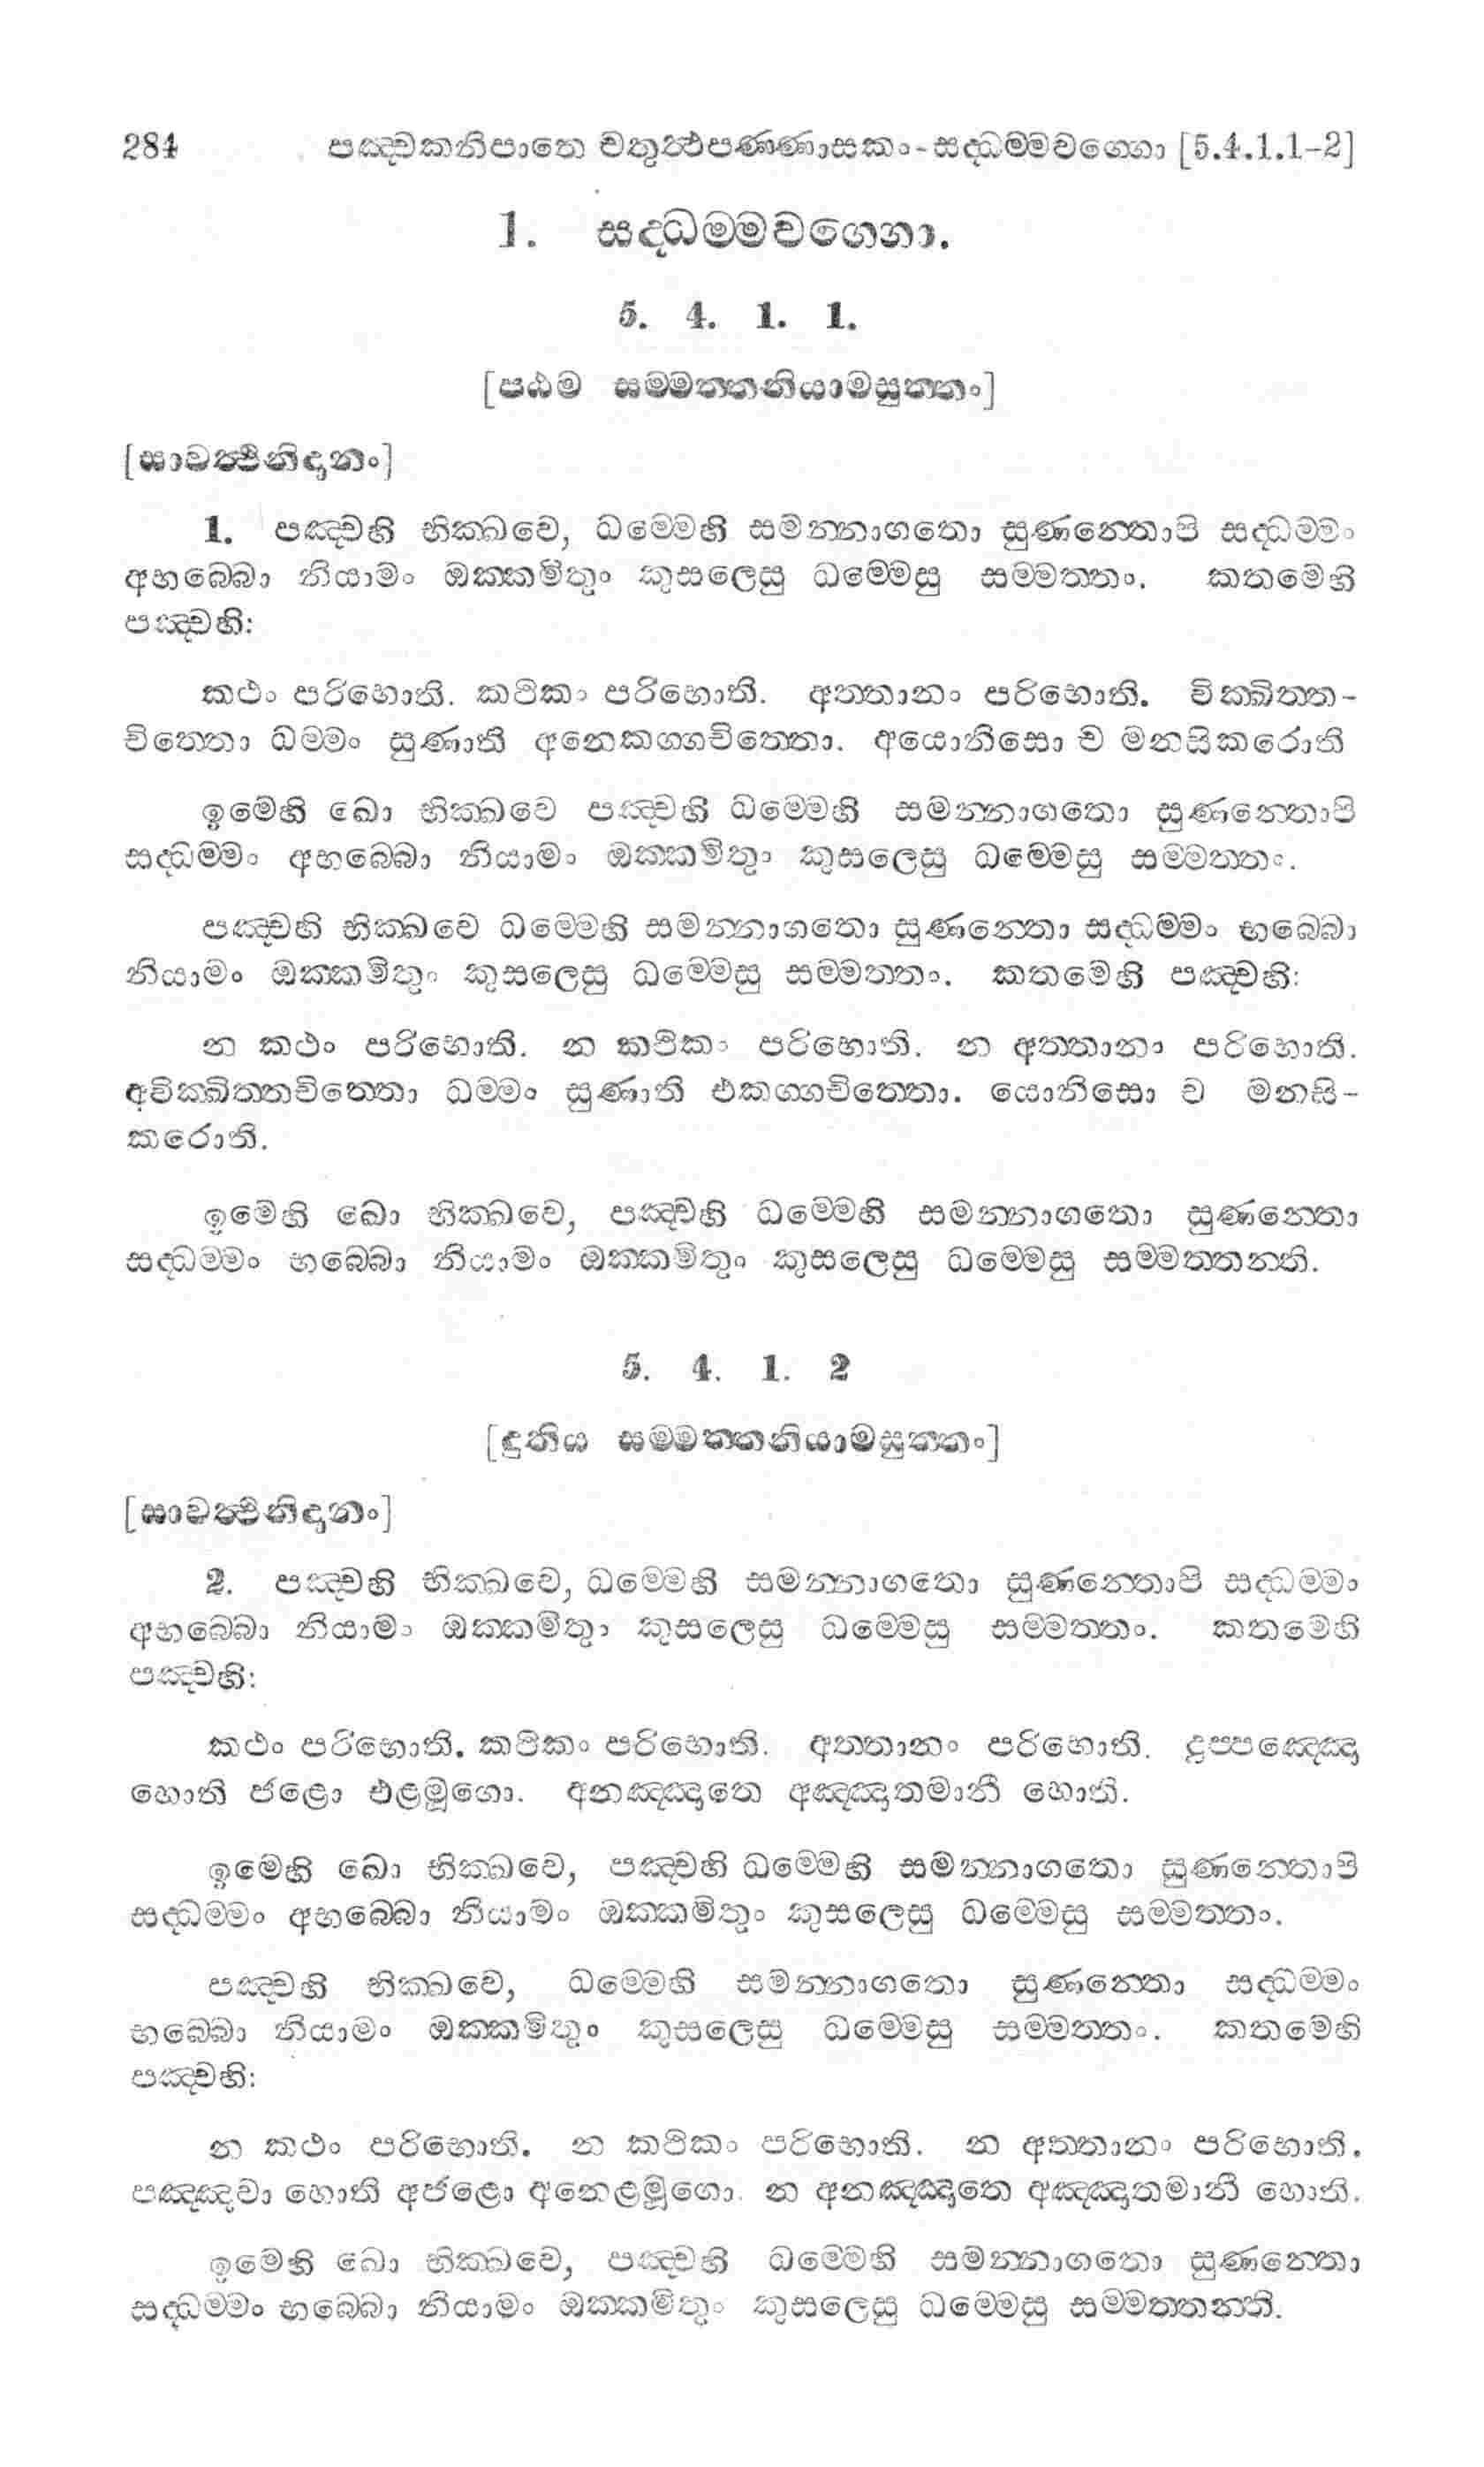 284 පඤ්චකනිපාතෙ චතුත්ථපණ්ණාසකං-සද්ධම්මවග්ගො [5.4.1.1-2]
1. සද්ධම්මවග්ගො.
5. 4. 1. 1.
[පඨම සම්මත්තනියාමසුත්තං]
[සාවත්ථිනිදානං]
1. පඤ්චහි භික්ඛවෙ, ධම්මෙහි සමන්නාගතො සුණන්තොපි සද්ධම්මං
අභබ්බො නියාමං ඔක්කමිතුං කුසලෙසු ධම්මෙසු සම්මත්තං. කතමෙහි
පඤ්චහි:
කථං පරිභොති. කථිකං පරිභොති. අත්තානං පරිභොති. වික්ඛිත්ත-
චිත්තො ධම්මං සුණාති අනෙකග්ගචිත්තො. අයොනිසො ච මනසිකරොති
ඉමෙහි ඛො භික්ඛවෙ පඤ්චහි ධම්මෙහි සමන්නාගතො සුණන්තොපි
සද්ධම්මං අභබ්බො නියාමං ඔක්කමිතුං කුසලෙසු ධම්මෙසු සම්මත්තං.
පඤ්චහි භික්ඛවෙ ධම්මෙහි සමන්නාගතො සුණන්තො සද්ධම්මං භබ්බො
නියාමං ඔක්කමිතුං කුසලෙසු ධම්මෙසු සම්මත්තං. කතමෙහි පඤ්චහි:
න කථං පරිභොති. න කථිකං පරිභොති. න අත්තානං පරිභොති.
අවික්ඛිත්තචිත්තො ධම්මං සුණාති එකග්ගචිත්තො. යොනිසො ච මනසි-
කරොති.
ඉමෙහි ඛො භික්ඛවෙ, පඤ්චහි ධම්මෙහි සමන්නාගතො සුණන්තො
සද්ධම්මං භබ්බො නියාමං ඔක්කමිතුං කුසලෙසු ධම්මෙසු සම්මත්තන්ති.
5. 4. 1. 2
[දුතිය සම්මත්තනියාමසුත්තං]
[සාවත්ථිනිදානං]
2. පඤ්චහි භික්ඛවෙ, ධම්මෙහි සමන්නාගතො සුණන්තොපි සද්ධම්මං
අභබ්බො නියාමං ඔක්කමිතුං කුසලෙසු ධම්මෙසු සම්මත්තං. කතමෙහි
පඤ්චහි:
කථං පරිභොති. කථිකං පරිභොති. අත්තානං පරිභොති. දුප්පඤ්ඤො
හොති ජළො එළමූගො. අනඤ්ඤාතෙ අඤ්ඤාතමානී හොති.
ඉමෙහි ඛො භික්ඛවෙ, පඤ්චහි ධම්මෙහි සමන්නාගතො සුණන්තොපි
සද්ධම්මං අභබ්බො නියාමං ඔක්කමිතුං කුසලෙසු ධම්මෙසු සම්මත්තං.
පඤ්චහි භික්ඛවෙ, ධම්මෙහි සමන්නාගතො සුණන්තො සද්ධම්මං
භබ්බො නියාමං ඔක්කමිතුං කුසලෙසු ධම්මෙසු සම්මත්තං. කතමෙහි
පඤ්චහි:
න කථං පරිභොති. න කථිකං පරිභොති. න අත්තානං පරිභොති.
පඤ්ඤවා හොති අජළො අනෙළමූගො. න අනඤ්ඤාතෙ අඤ්ඤාතමානී හොති.
ඉමෙහි ඛො භික්ඛවෙ, පඤ්චහි ධම්මෙහි සමන්නාගතො සුණන්තො
සද්ධම්මං භබ්බො නියාමං ඔක්කමිතුං කුසලෙසු ධම්මෙසු සම්මත්තන්ති.